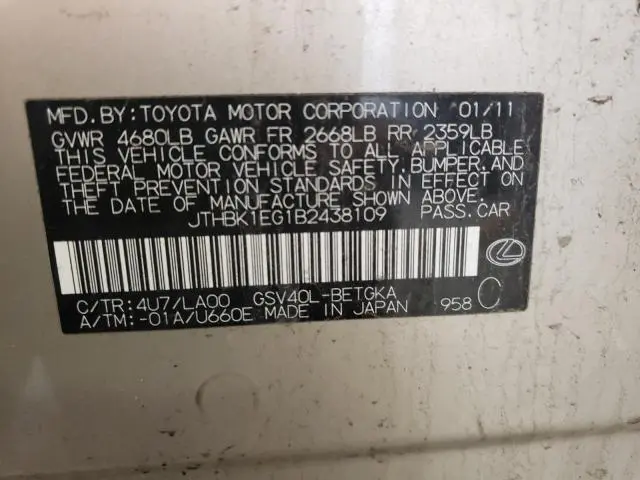 MFD.BY:TOYOTA MOTOR CORPORATION 01/11
GVWR 4680LB GAWR FR 2668LB RR 2359LB
THIS VEHICLE CONFORMS TO ALL APPLICABLE
FEDERAL MOTOR VEHICLE SAFETY,BUMPER,AND
THEFT PREVENTION STANDARDS IN EFFECT ON
THE DATE OF MANUFACTURE SHOWN ABOVE.
JTHBK1EG1B2438109 PASS.CAR
C/TR:4U7/LA00 GSV40L-BETGKA
A/TM:-01A/U660E MADE IN JAPAN 958 C